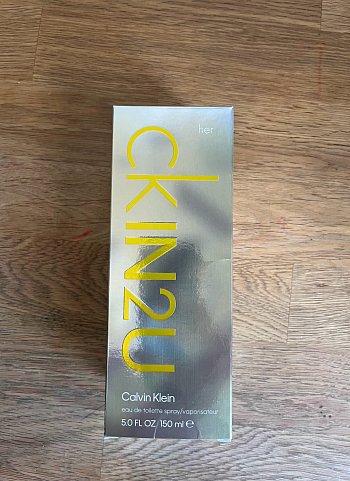 her
CKIN2U
Calvin Klein
eau de toilette spray/vaporisateur
5.0 FL OZ/150 ml ℮